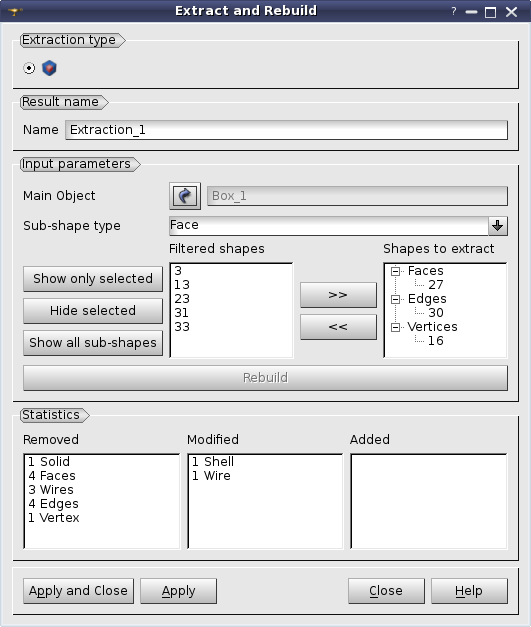 Extract and Rebuild
?
Extraction type
Result name
Name Extraction_1
Input parameters
Main Object Box_1
Sub-shape type Face
Filtered shapes
Shapes to extract
Show only selected
Hide selected
Show all sub-shapes
3
13
23
31
33
>>
<<
Faces
27
Edges
30
Vertices
16
Rebuild
Statistics
Removed
1 Solid
4 Faces
3 Wires
4 Edges
1 Vertex
Modified
1 Shell
1 Wire
Added
Apply and Close
Apply
Close
Help